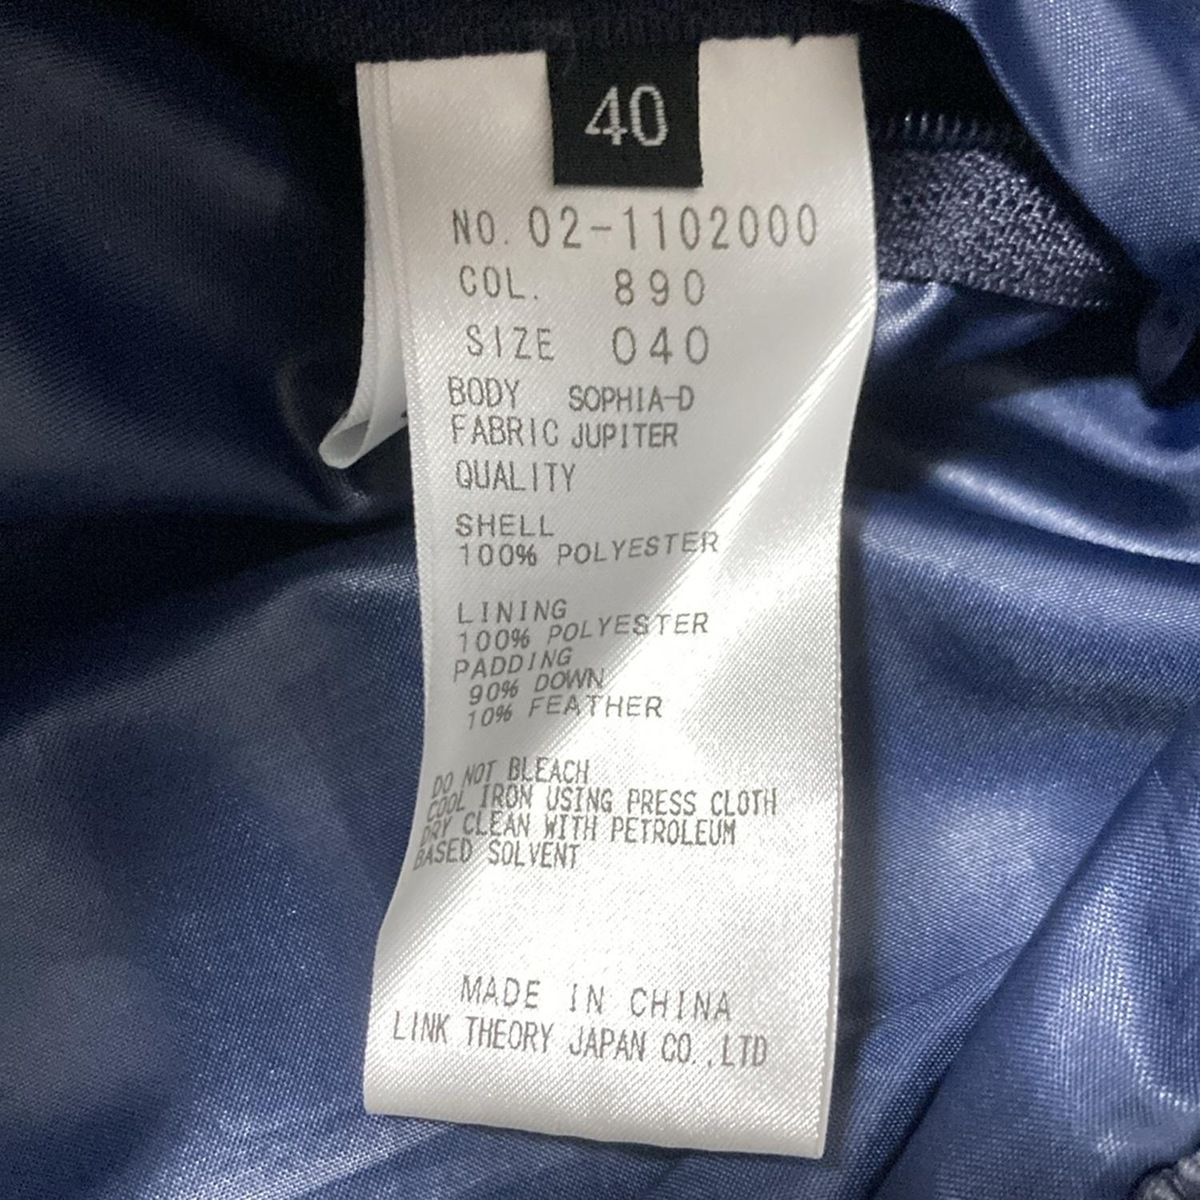 40
NO. 02-1102000
COL. 890
SIZE 040
BODY SOPHIA-D
FABRIC JUPITER
QUALITY
SHELL
100% POLYESTER
LINING
100% POLYESTER
PADDING
90% DOWN
10% FEATHER
DO NOT BLEACH
COOL IRON USING PRESS CLOTH
DRY CLEAN WITH PETROLEUM
BASED SOLVENT
MADE IN CHINA
LINK THEORY JAPAN CO.,LTD